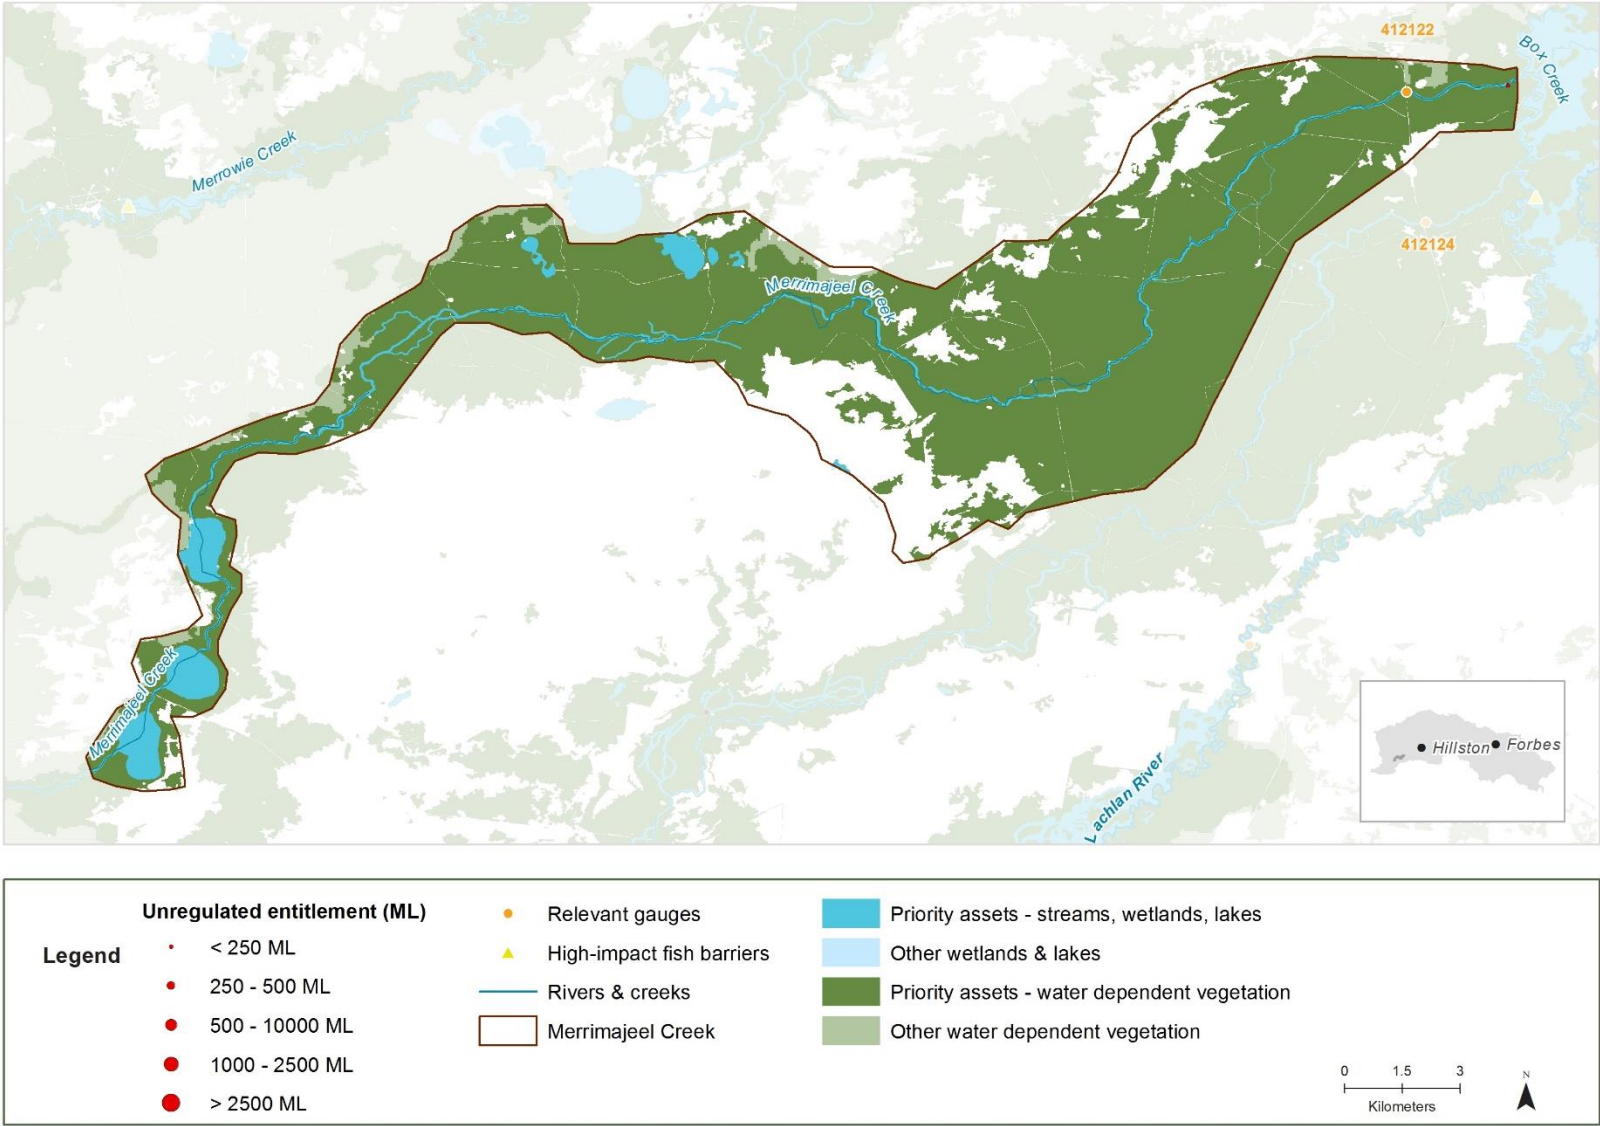 412122
Box Creek
Merrowie Creek
412124
Merrimajeel Creek
Merrimajeel Creek
Lachlan River
Hillston
Forbes
Legend
Unregulated entitlement (ML)
< 250 ML
250 - 500 ML
500 - 10000 ML
1000 - 2500 ML
> 2500 ML
Relevant gauges
High-impact fish barriers
Rivers & creeks
Merrimajeel Creek
Priority assets - streams, wetlands, lakes
Other wetlands & lakes
Priority assets - water dependent vegetation
Other water dependent vegetation
0 1.5 3
Kilometers
N